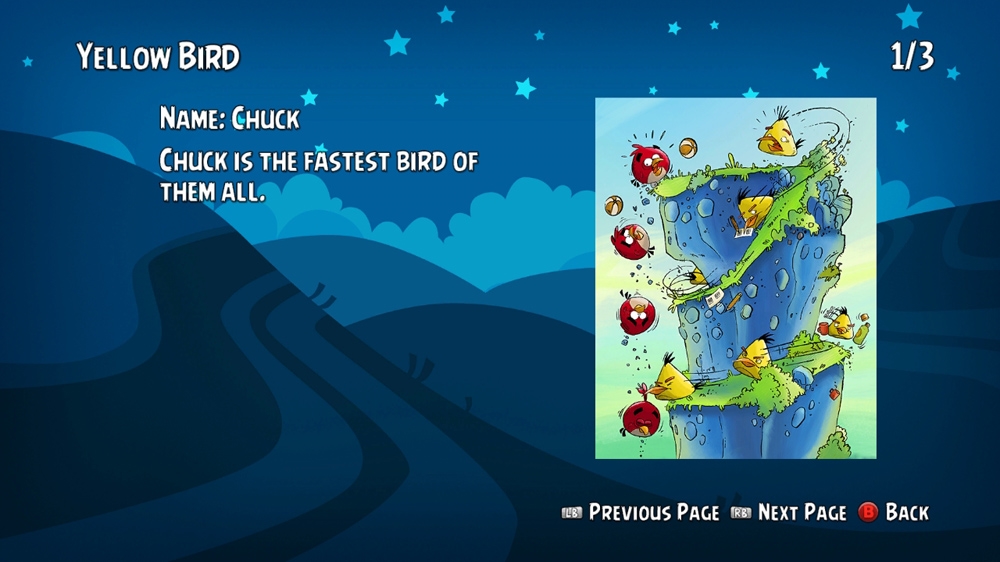 Yellow Bird
1/3
Name: Chuck
Chuck is the fastest bird of
them all.
LB Previous Page RB Next Page B Back